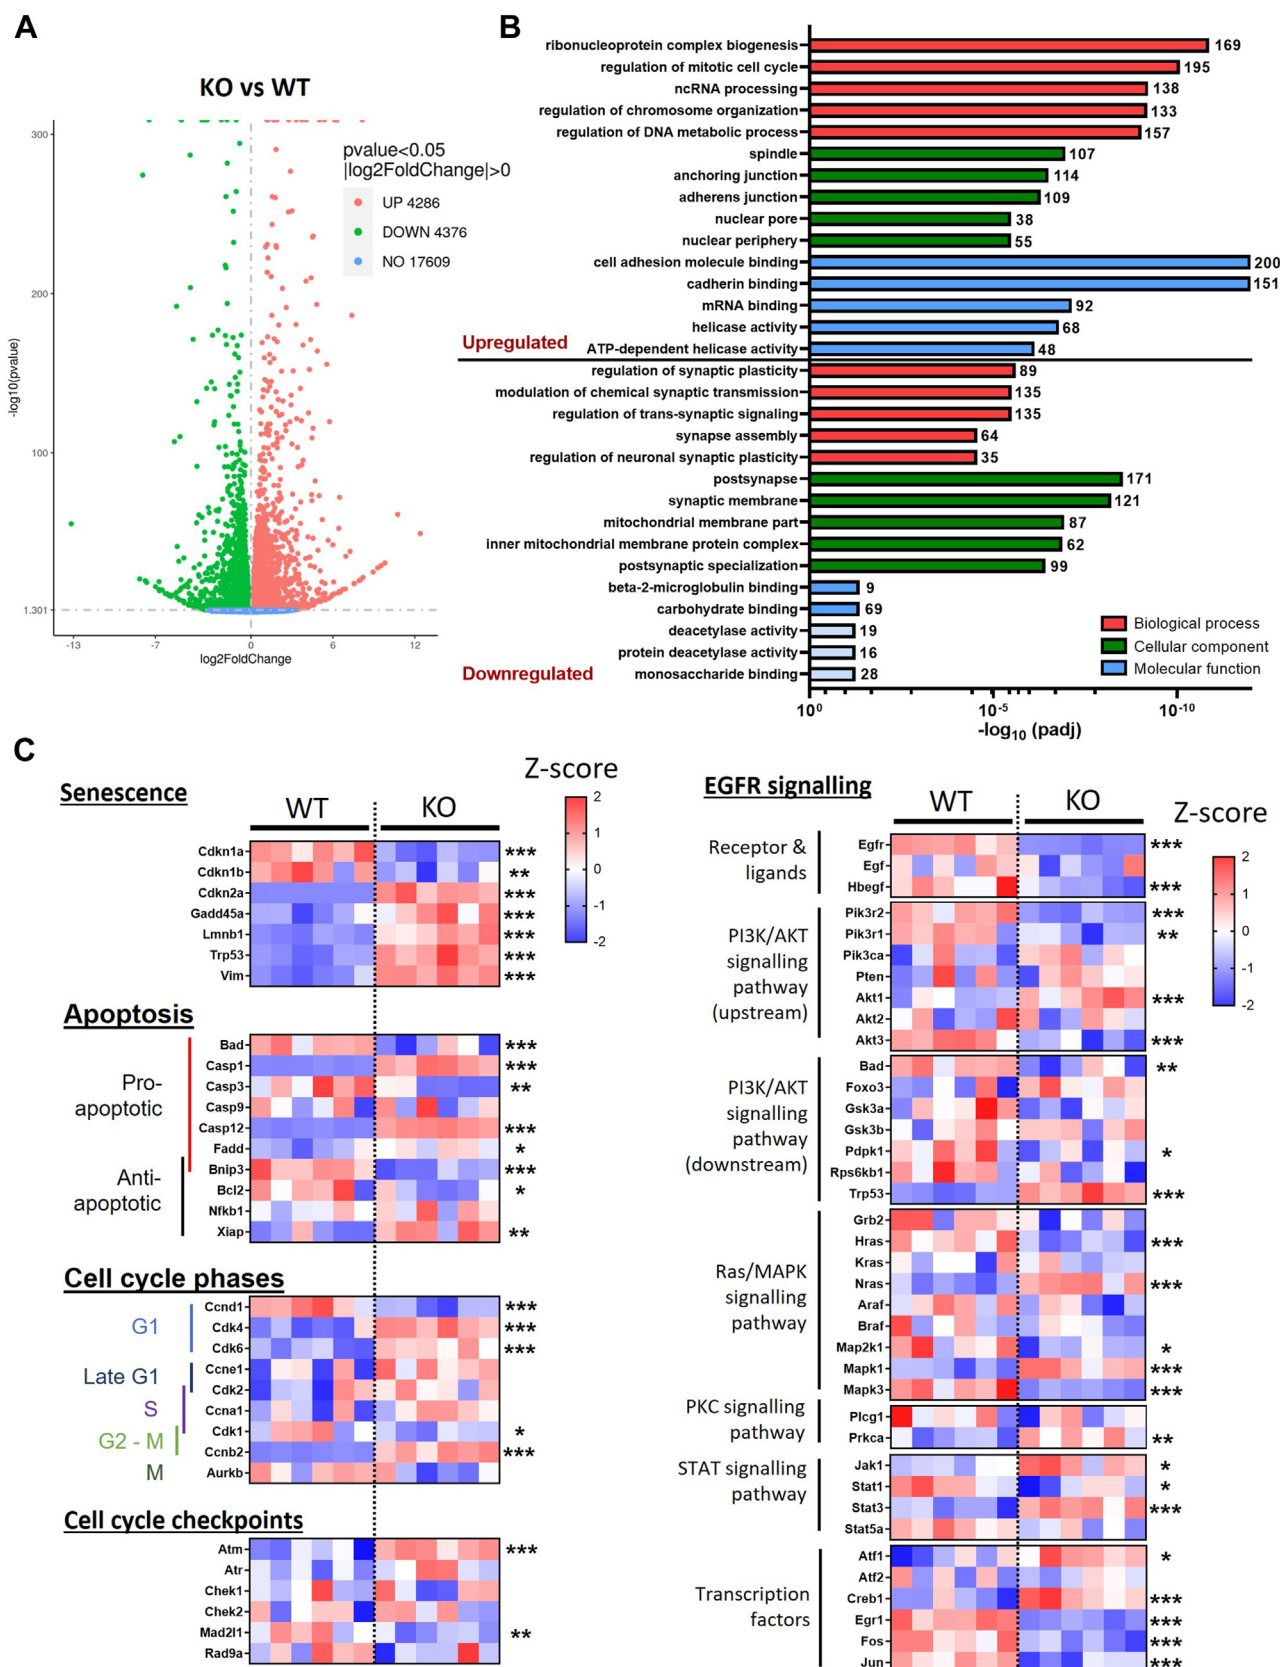 A
KO vs WT
-log10(pvalue)
300
200
100
1.301
-13
-7
0
6
12
log2FoldChange
pvalue<0.05
|log2FoldChange|>0
UP 4286
DOWN 4376
NO 17609
B
ribonucleoprotein complex biogenesis 169
regulation of mitotic cell cycle 195
ncRNA processing 138
regulation of chromosome organization 133
regulation of DNA metabolic process 157
spindle 107
anchoring junction 114
adherens junction 109
nuclear pore 38
nuclear periphery 55
cell adhesion molecule binding 200
cadherin binding 151
mRNA binding 92
helicase activity 68
Upregulated
ATP-dependent helicase activity 48
regulation of synaptic plasticity 89
modulation of chemical synaptic transmission 135
regulation of trans-synaptic signaling 135
synapse assembly 64
regulation of neuronal synaptic plasticity 35
postsynapse 171
synaptic membrane 121
mitochondrial membrane part 87
inner mitochondrial membrane protein complex 62
postsynaptic specialization 99
beta-2-microglobulin binding 9
carbohydrate binding 69
deacetylase activity 19
protein deacetylase activity 16
Downregulated
monosaccharide binding 28
Biological process
Cellular component
Molecular function
10⁰
10⁻⁵
10⁻¹⁰
-log₁₀ (padj)
C
Senescence
WT
KO
Z-score
2
1
0
-1
-2
Cdkn1a ***
Cdkn1b **
Cdkn2a ***
Gadd45a ***
Lmnb1 ***
Trp53 ***
Vim ***
Apoptosis
Pro-
apoptotic
Anti-
apoptotic
Bad ***
Casp1 ***
Casp3 **
Casp9
Casp12 ***
Fadd *
Bnip3 ***
Bcl2 *
Nfkb1
Xiap **
Cell cycle phases
G1
Late G1
S
G2 - M
M
Ccnd1 ***
Cdk4 ***
Cdk6 ***
Ccne1
Cdk2
Ccna1
Cdk1 *
Ccnb2 ***
Aurkb
Cell cycle checkpoints
Atm ***
Atr
Chek1
Chek2
Mad2l1 **
Rad9a
EGFR signalling
WT
KO
Z-score
2
1
0
-1
-2
Receptor &
ligands
Egfr ***
Egf
Hbegf ***
PI3K/AKT
signalling
pathway
(upstream)
Pik3r2 ***
Pik3r1 **
Pik3ca
Pten
Akt1 ***
Akt2
Akt3 ***
PI3K/AKT
signalling
pathway
(downstream)
Bad **
Foxo3
Gsk3a
Gsk3b
Pdpk1 *
Rps6kb1
Trp53 ***
Ras/MAPK
signalling
pathway
Grb2
Hras ***
Kras
Nras ***
Araf
Braf
Map2k1 *
Mapk1 ***
Mapk3 ***
PKC signalling
pathway
Plcg1
Prkca **
STAT signalling
pathway
Jak1 *
Stat1 *
Stat3 ***
Stat5a
Transcription
factors
Atf1 *
Atf2
Creb1 ***
Egr1 ***
Fos ***
Jun ***